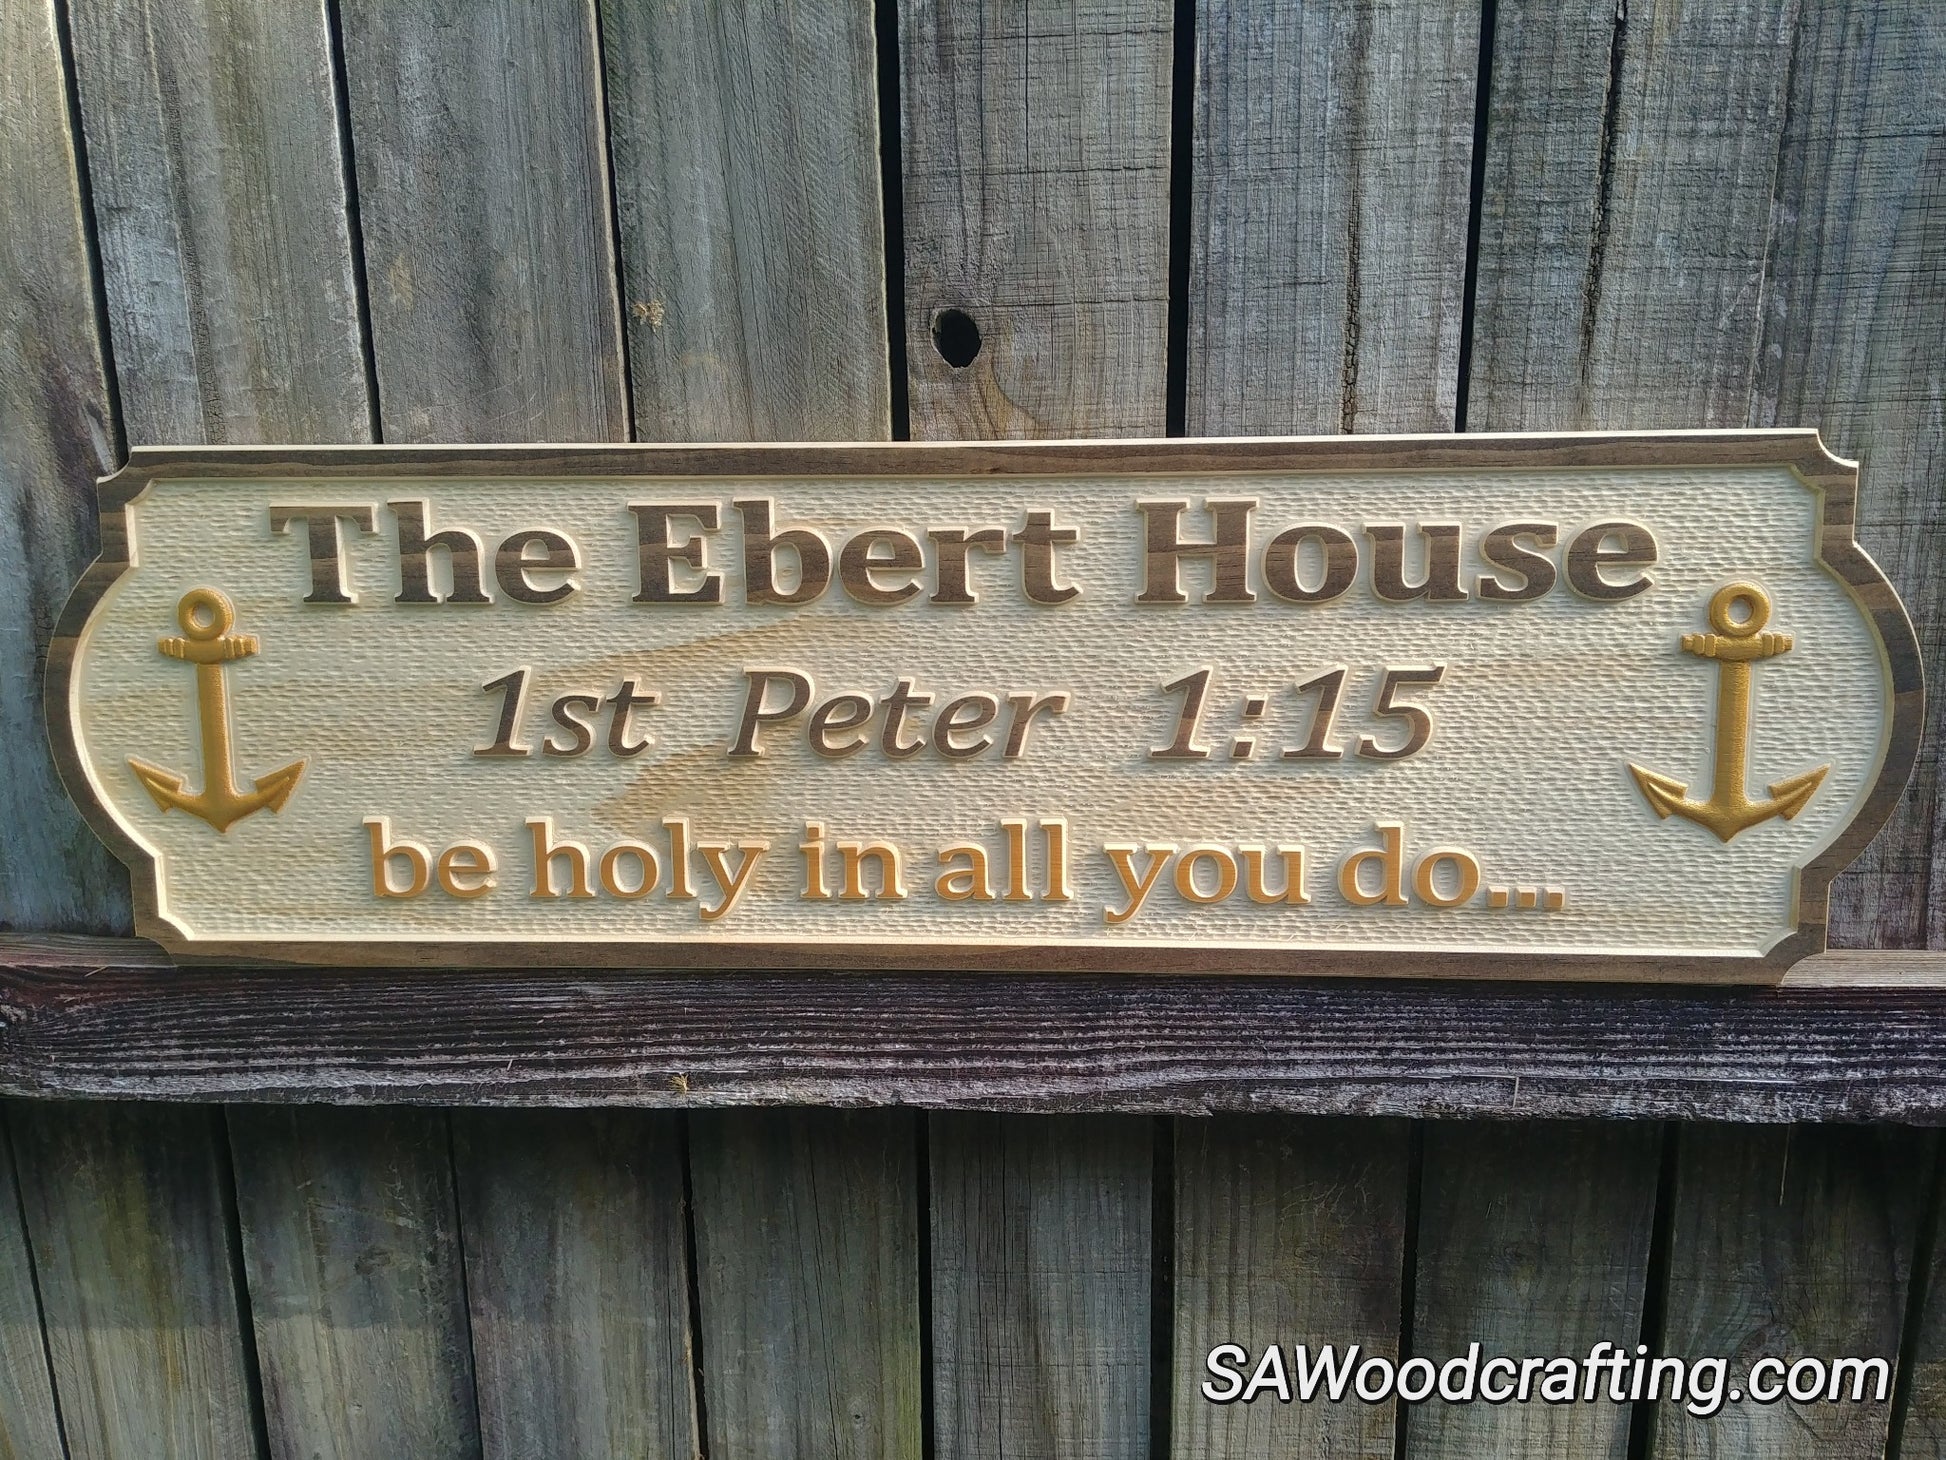 The Ebert House
1st Peter 1:15
be holy in all you do...
SAWoodcrafting.com